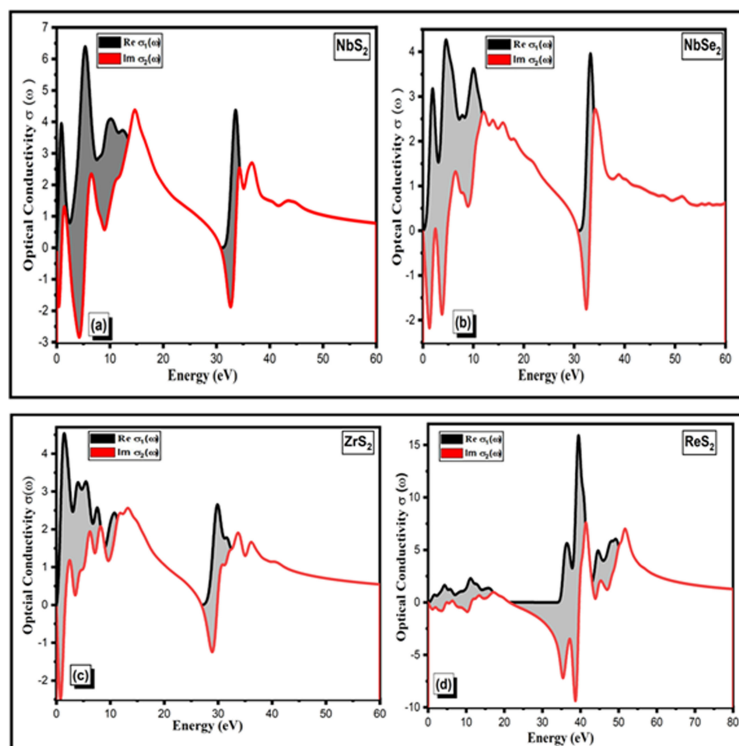 Re σ₁(ω)
Im σ₂(ω)
NbS₂
Optical Conductivity σ (ω)
7
6
5
4
3
2
1
0
-1
-2
-3
(a)
0 10 20 30 40 50 60
Energy (eV)
Re σ₁(ω)
Im σ₂(ω)
NbSe₂
Optical Conductivity σ (ω)
4
3
2
1
0
-1
-2
(b)
0 10 20 30 40 50 60
Energy (eV)
Re σ₁(ω)
Im σ₂(ω)
ZrS₂
Optcial Conductivity σ(ω)
4
3
2
1
0
-1
-2
(c)
0 10 20 30 40 50 60
Energy (eV)
Re σ₁(ω)
Im σ₂(ω)
ReS₂
Optical Conductivity σ (ω)
15
10
5
0
-5
-10
(d)
0 10 20 30 40 50 60 70 80
Energy (eV)